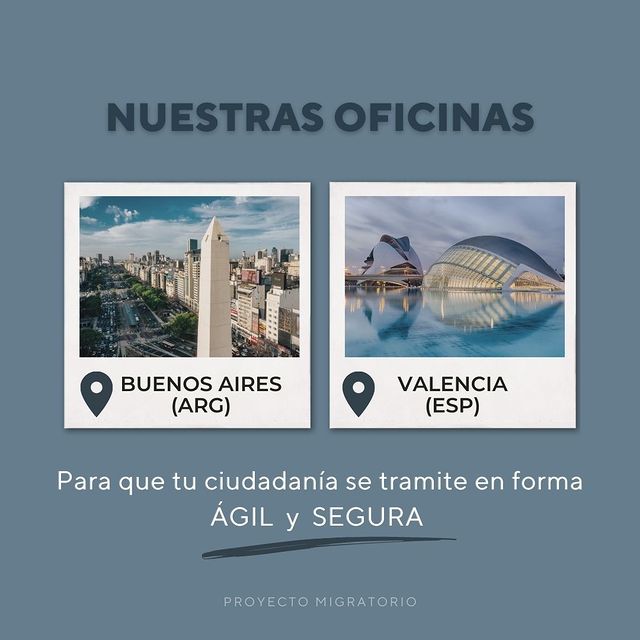 NUESTRAS OFICINAS
BUENOS AIRES
(ARG)
VALENCIA
(ESP)
Para que tu ciudadanía se tramite en forma
ÁGIL y SEGURA
PROYECTO MIGRATORIO